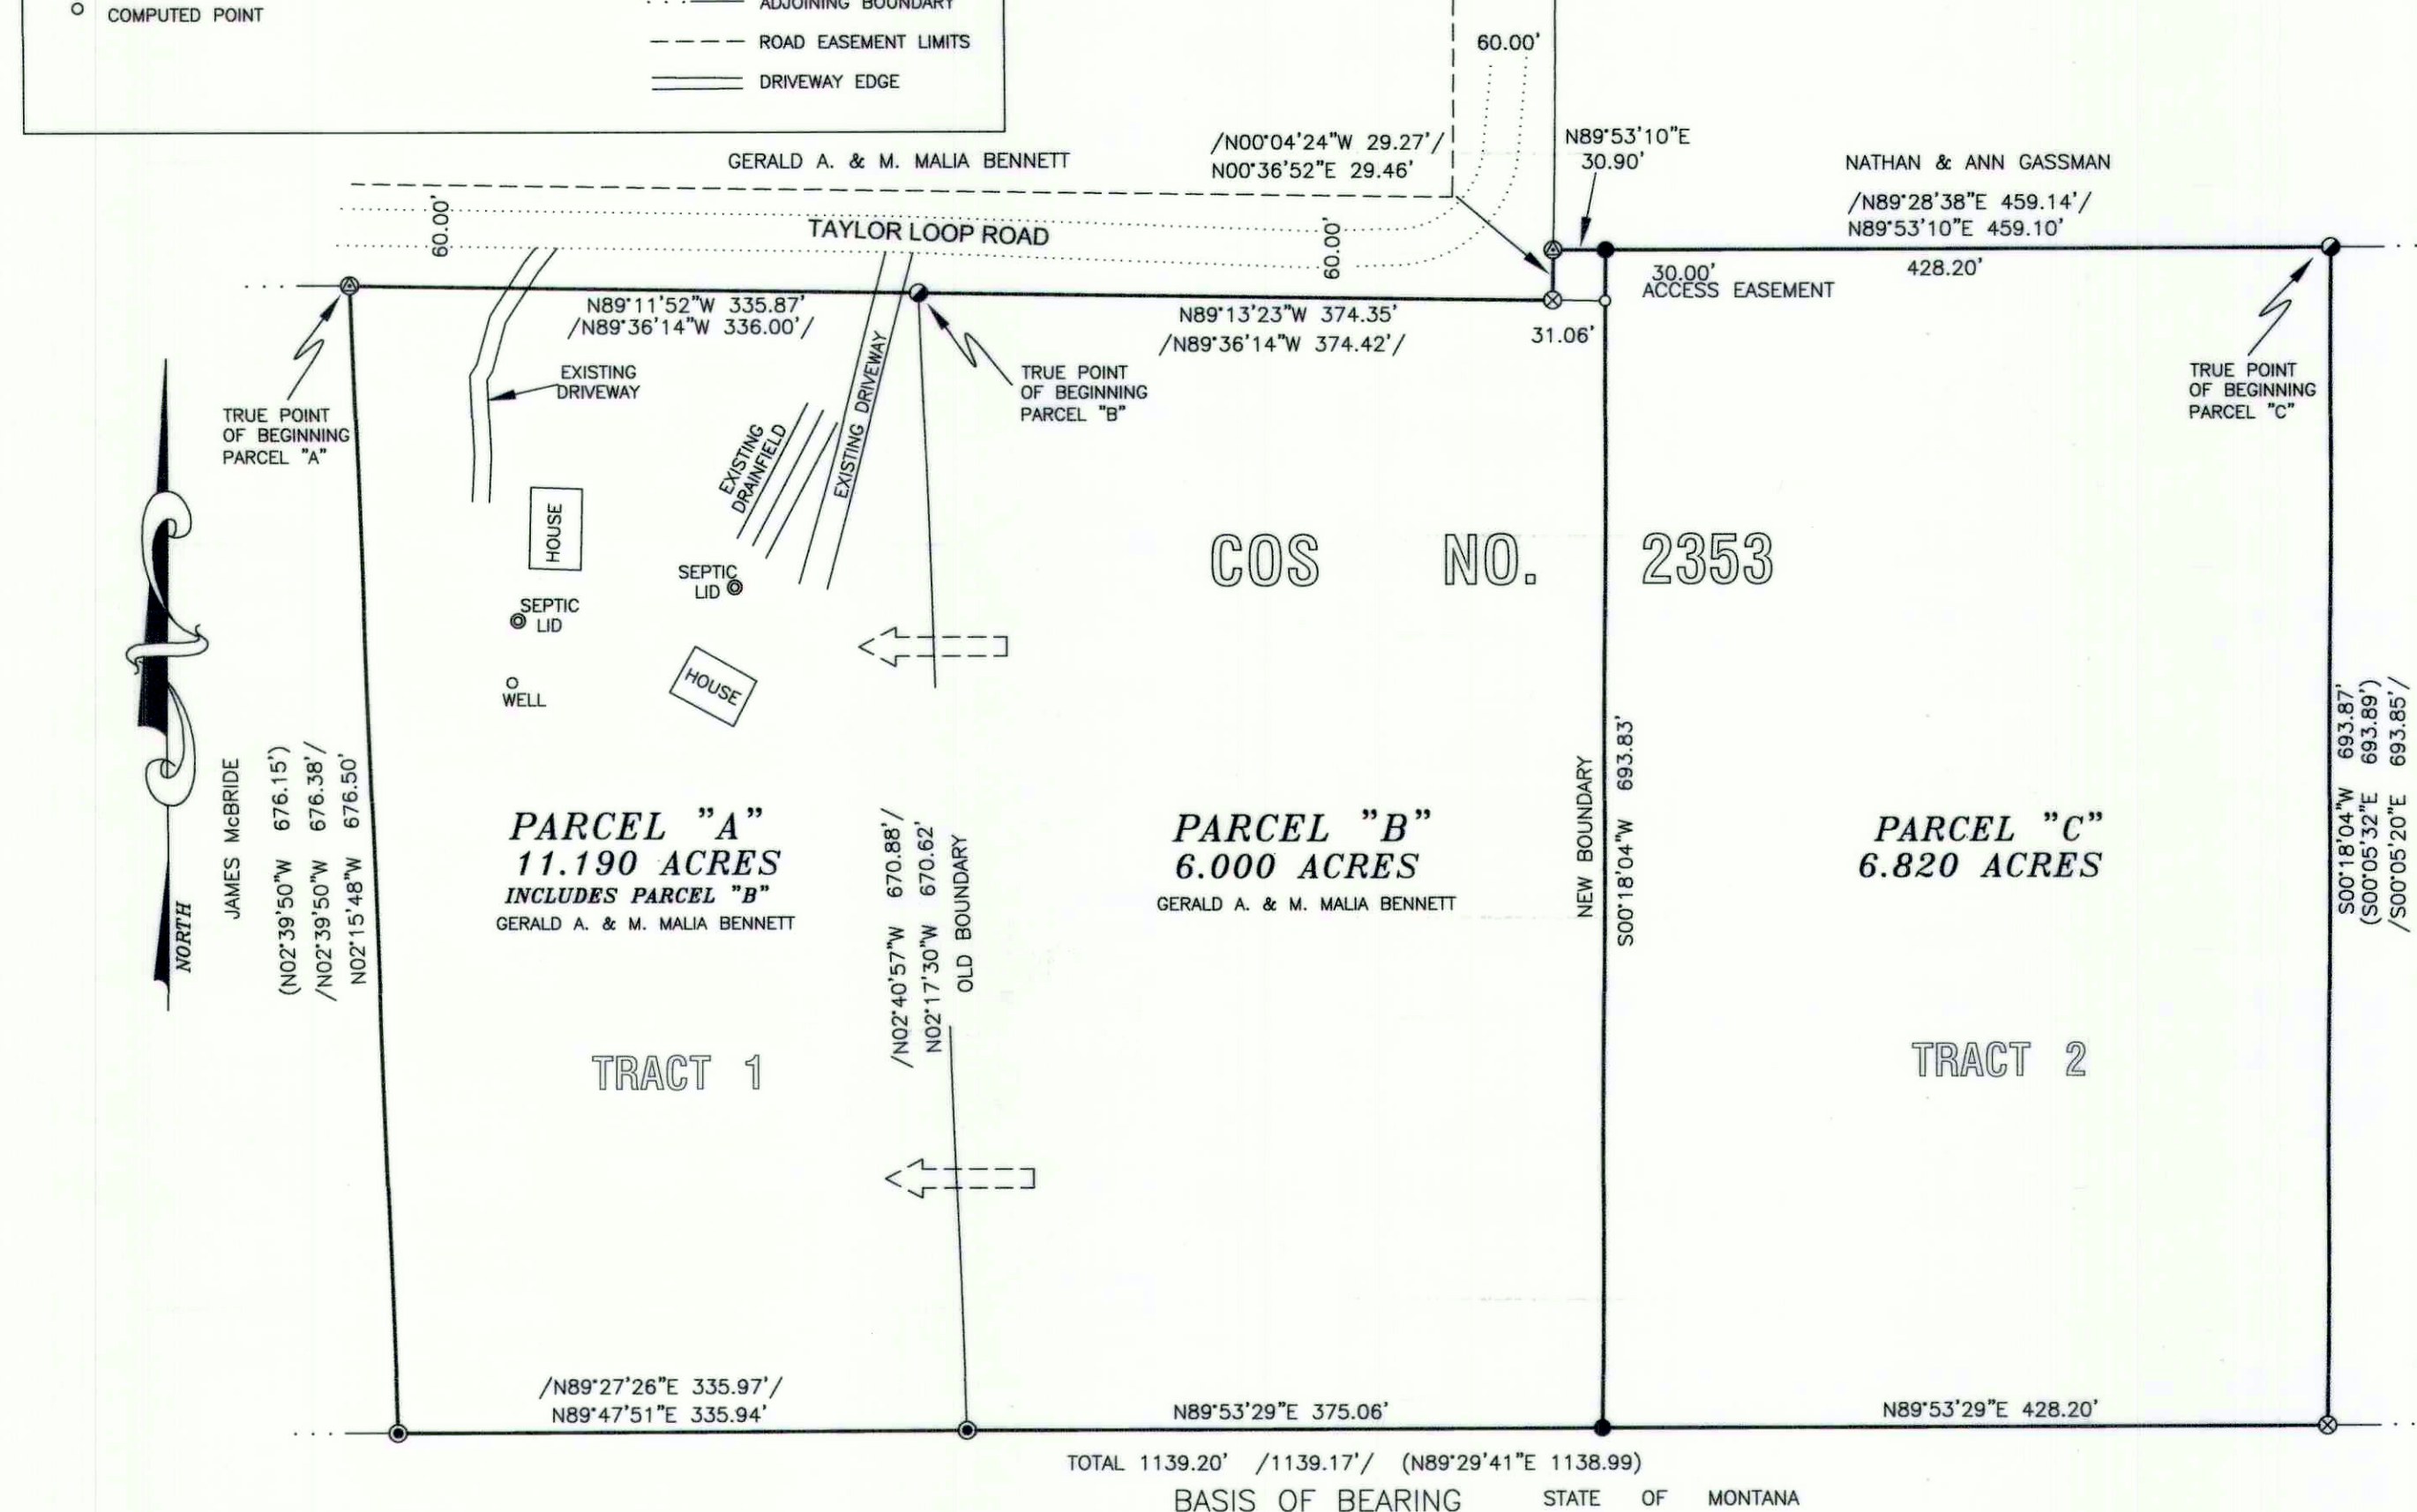 COMPUTED POINT
ADJOINING BOUNDARY
ROAD EASEMENT LIMITS
DRIVEWAY EDGE
60.00'
GERALD A. & M. MALIA BENNETT
/N00°04'24"W 29.27'/
N00°36'52"E 29.46'
N89°53'10"E
30.90'
NATHAN & ANN GASSMAN
/N89°28'38"E 459.14'/
N89°53'10"E 459.10'
60.00'
TAYLOR LOOP ROAD
60.00'
30.00'
ACCESS EASEMENT
428.20'
N89°11'52"W 335.87'
/N89°36'14"W 336.00'/
N89°13'23"W 374.35'
/N89°36'14"W 374.42'/
31.06'
EXISTING
DRIVEWAY
EXISTING DRIVEWAY
TRUE POINT
OF BEGINNING
PARCEL "A"
TRUE POINT
OF BEGINNING
PARCEL "B"
TRUE POINT
OF BEGINNING
PARCEL "C"
EXISTING
DRAINFIELD
HOUSE
SEPTIC
LID
SEPTIC
LID
HOUSE
WELL
COS NO. 2353
NORTH
JAMES McBRIDE
(N02°39'50"W 676.15')
/N02°39'50"W 676.38'/
N02°15'48"W 676.50'
PARCEL "A"
11.190 ACRES
INCLUDES PARCEL "B"
GERALD A. & M. MALIA BENNETT
/N02°40'57"W 670.88'/
N02°17'30"W 670.62'
OLD BOUNDARY
PARCEL "B"
6.000 ACRES
GERALD A. & M. MALIA BENNETT
NEW BOUNDARY
S00°18'04"W 693.83'
PARCEL "C"
6.820 ACRES
S00°18'04"W 693.87'
(S00°05'32"E 693.89')
/S00°05'20"E 693.85'/
TRACT 1
TRACT 2
/N89°27'26"E 335.97'/
N89°47'51"E 335.94'
N89°53'29"E 375.06'
N89°53'29"E 428.20'
TOTAL 1139.20' /1139.17'/ (N89°29'41"E 1138.99)
BASIS OF BEARING STATE OF MONTANA